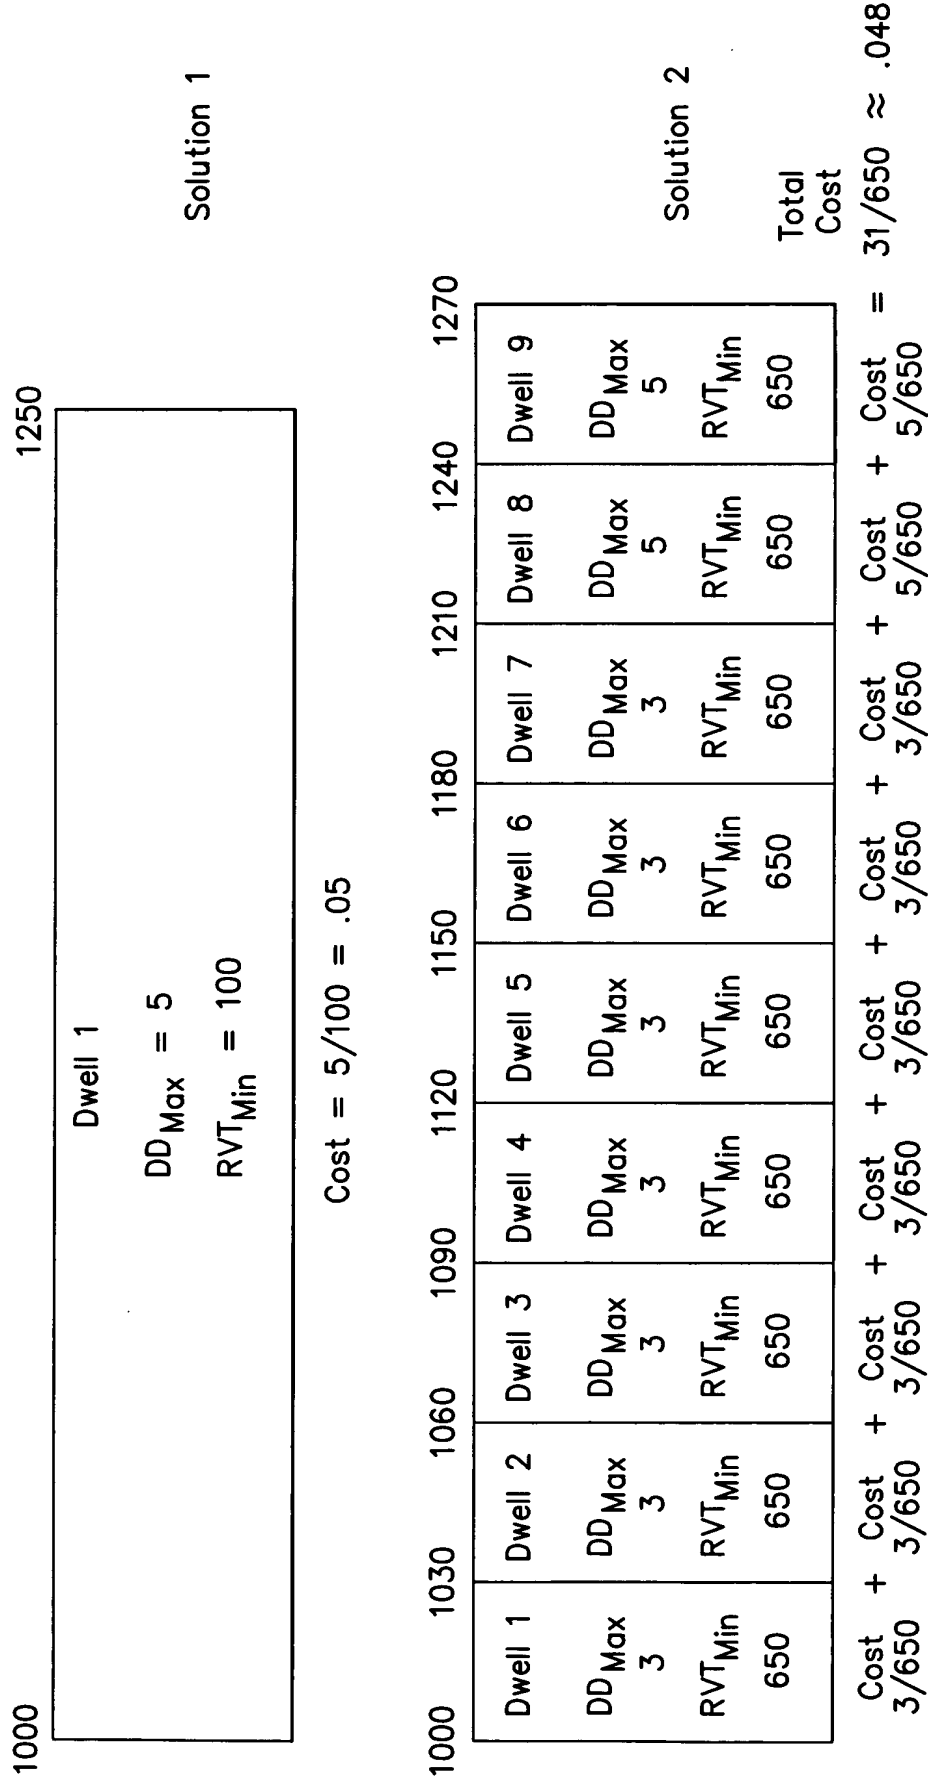 1000 1250
Dwell 1
DD Max = 5
RVT Min = 100
Cost = 5/100 = .05
Solution 1
1000 1030 1060 1090 1120 1150 1180 1210 1240 1270
Dwell 1 Dwell 2 Dwell 3 Dwell 4 Dwell 5 Dwell 6 Dwell 7 Dwell 8 Dwell 9
DD Max DD Max DD Max DD Max DD Max DD Max DD Max DD Max DD Max
3 3 3 3 3 3 3 5 5
RVT Min RVT Min RVT Min RVT Min RVT Min RVT Min RVT Min RVT Min RVT Min
650 650 650 650 650 650 650 650 650
Solution 2
Total
Cost
Cost + Cost + Cost + Cost + Cost + Cost + Cost + Cost + Cost = 31/650 ≈ .048
3/650 3/650 3/650 3/650 3/650 3/650 3/650 5/650 5/650